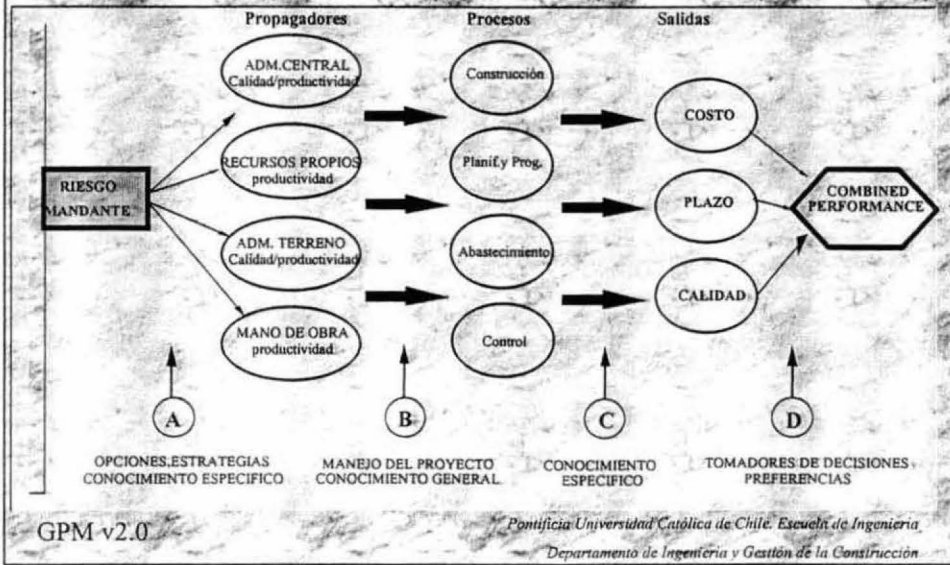 Propagadores
Procesos
Salidas
ADM.CENTRAL
Calidad/productividad
RECURSOS PROPIOS
productividad
ADM. TERRENO
Calidad/productividad
MANO DE OBRA
productividad
RIESGO
MANDANTE
Construcción
Planif.y Prog.
Abastecimiento
Control
COSTO
PLAZO
CALIDAD
COMBINED
PERFORMANCE
A
B
C
D
OPCIONES,ESTRATEGIAS
CONOCIMIENTO ESPECIFICO
MANEJO DEL PROYECTO
CONOCIMIENTO GENERAL
CONOCIMIENTO
ESPECIFICO
TOMADORES DE DECISIONES
PREFERENCIAS
GPM v2.0
Pontificia Universidad Católica de Chile. Escuela de Ingeniería
Departamento de Ingeniería y Gestión de la Construcción